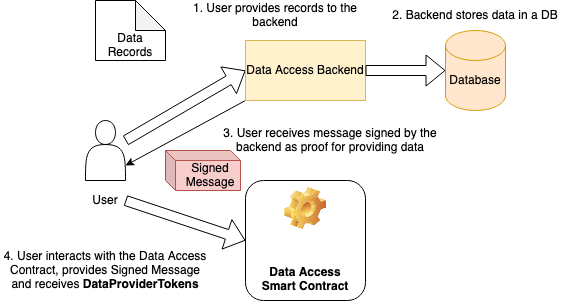 1. User provides records to the
backend
2. Backend stores data in a DB
Data
Records
Data Access Backend
Database
3. User receives message signed by the
backend as proof for providing data
Signed
Message
User
4. User interacts with the Data Access
Contract, provides Signed Message
and receives DataProviderTokens
Data Access
Smart Contract